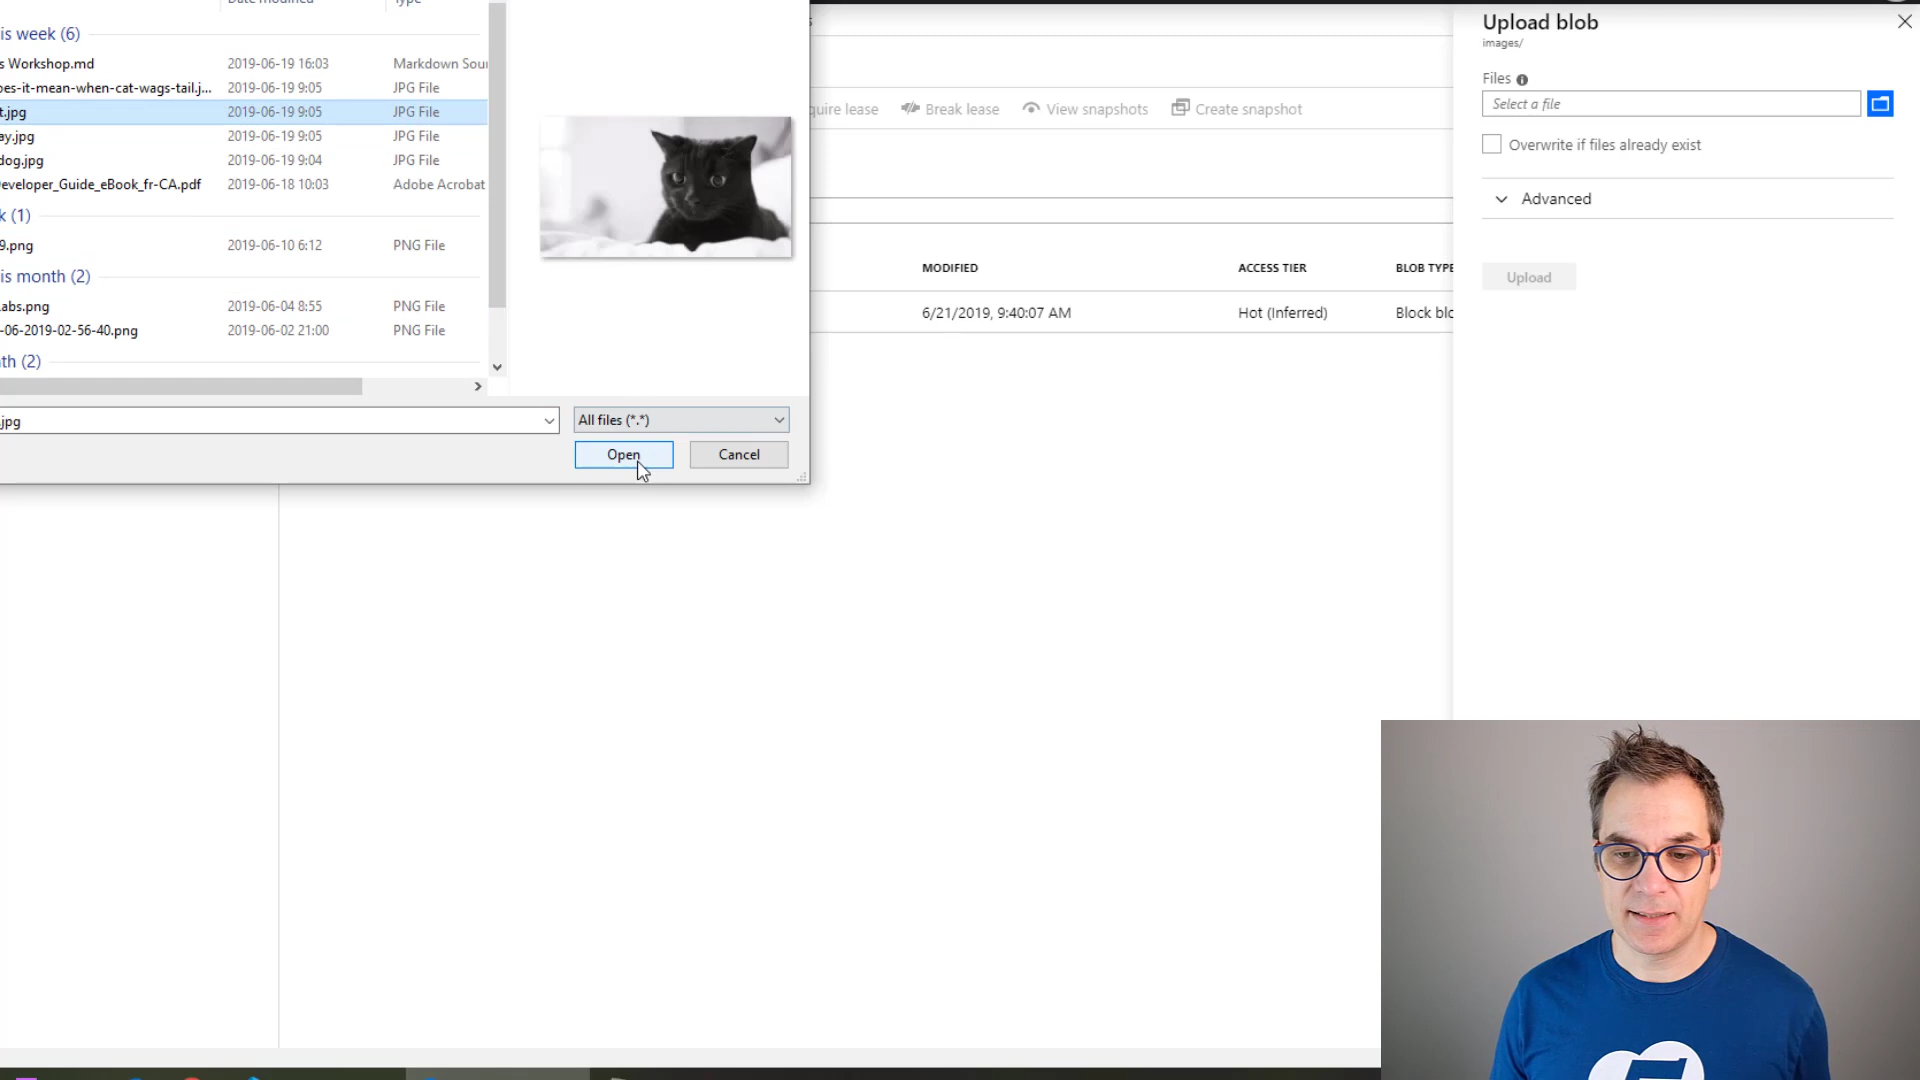 Date modified Type
is week (6)
s Workshop.md 2019-06-19 16:03 Markdown Sou
es-it-mean-when-cat-wags-tail.j... 2019-06-19 9:05 JPG File
t.jpg 2019-06-19 9:05 JPG File
ay.jpg 2019-06-19 9:05 JPG File
dog.jpg 2019-06-19 9:04 JPG File
eveloper_Guide_eBook_fr-CA.pdf 2019-06-18 10:03 Adobe Acrobat
k (1)
9.png 2019-06-10 6:12 PNG File
is month (2)
abs.png 2019-06-04 8:55 PNG File
-06-2019-02-56-40.png 2019-06-02 21:00 PNG File
nth (2)
jpg All files (*.*)
Open Cancel
quire lease Break lease View snapshots Create snapshot
MODIFIED ACCESS TIER BLOB TYPE
6/21/2019, 9:40:07 AM Hot (Inferred) Block blo
Upload blob
images/
Files
Select a file
Overwrite if files already exist
Advanced
Upload